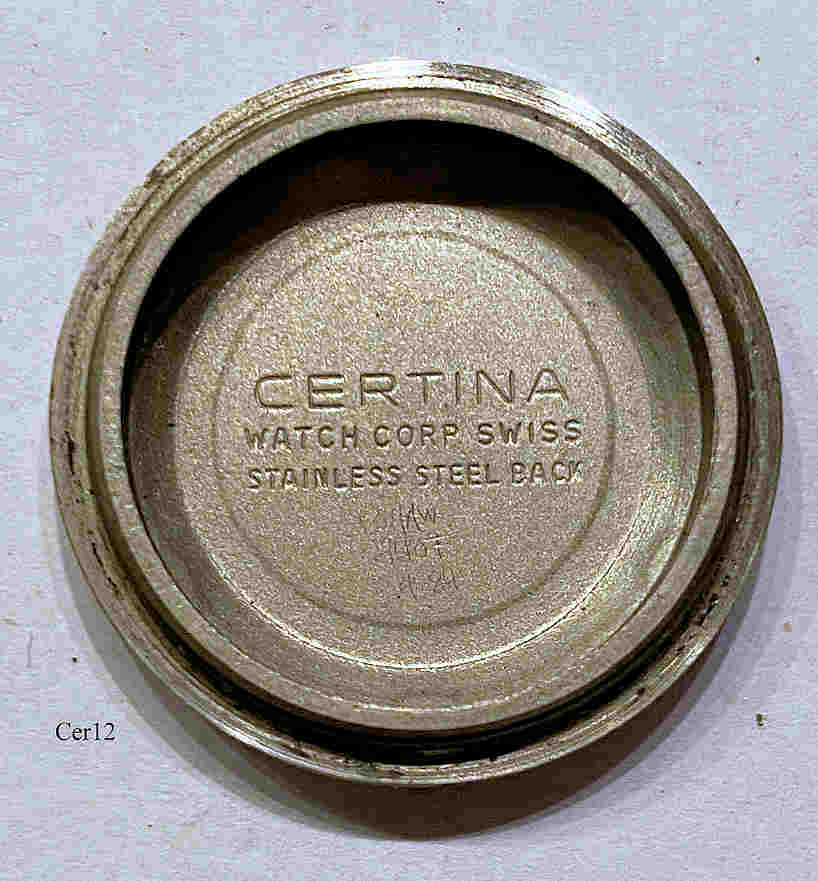 CERTINA
WATCH CORP SWISS
STAINLESS STEEL BACK
Cer12